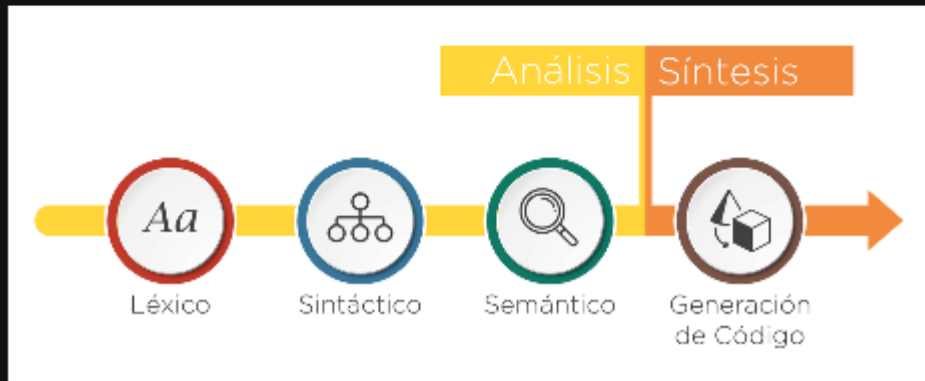 Análisis Síntesis
Aa
Léxico
Sintáctico
Semántico
Generación
de Código